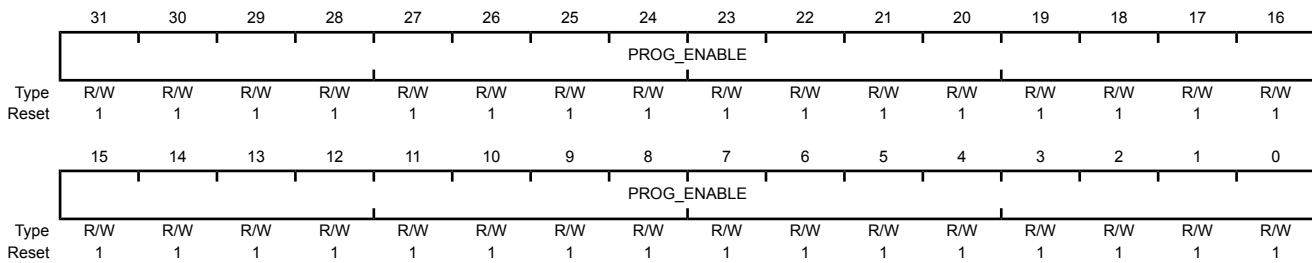 31 30 29 28 27 26 25 24 23 22 21 20 19 18 17 16
PROG_ENABLE
Type R/W R/W R/W R/W R/W R/W R/W R/W R/W R/W R/W R/W R/W R/W R/W R/W
Reset 1 1 1 1 1 1 1 1 1 1 1 1 1 1 1 1
15 14 13 12 11 10 9 8 7 6 5 4 3 2 1 0
PROG_ENABLE
Type R/W R/W R/W R/W R/W R/W R/W R/W R/W R/W R/W R/W R/W R/W R/W R/W
Reset 1 1 1 1 1 1 1 1 1 1 1 1 1 1 1 1